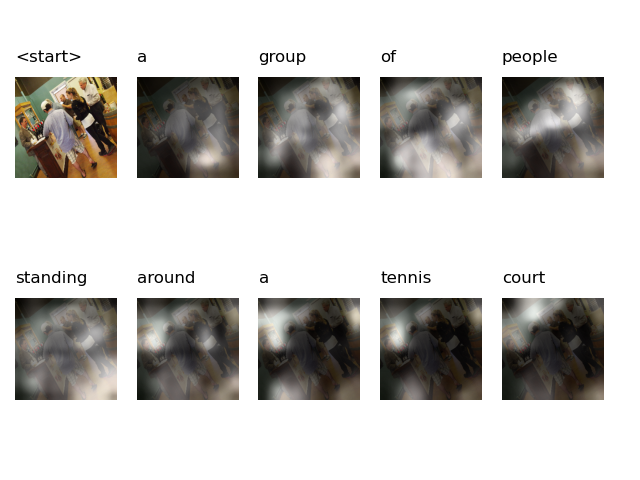 <start> a group of people
standing around a tennis court